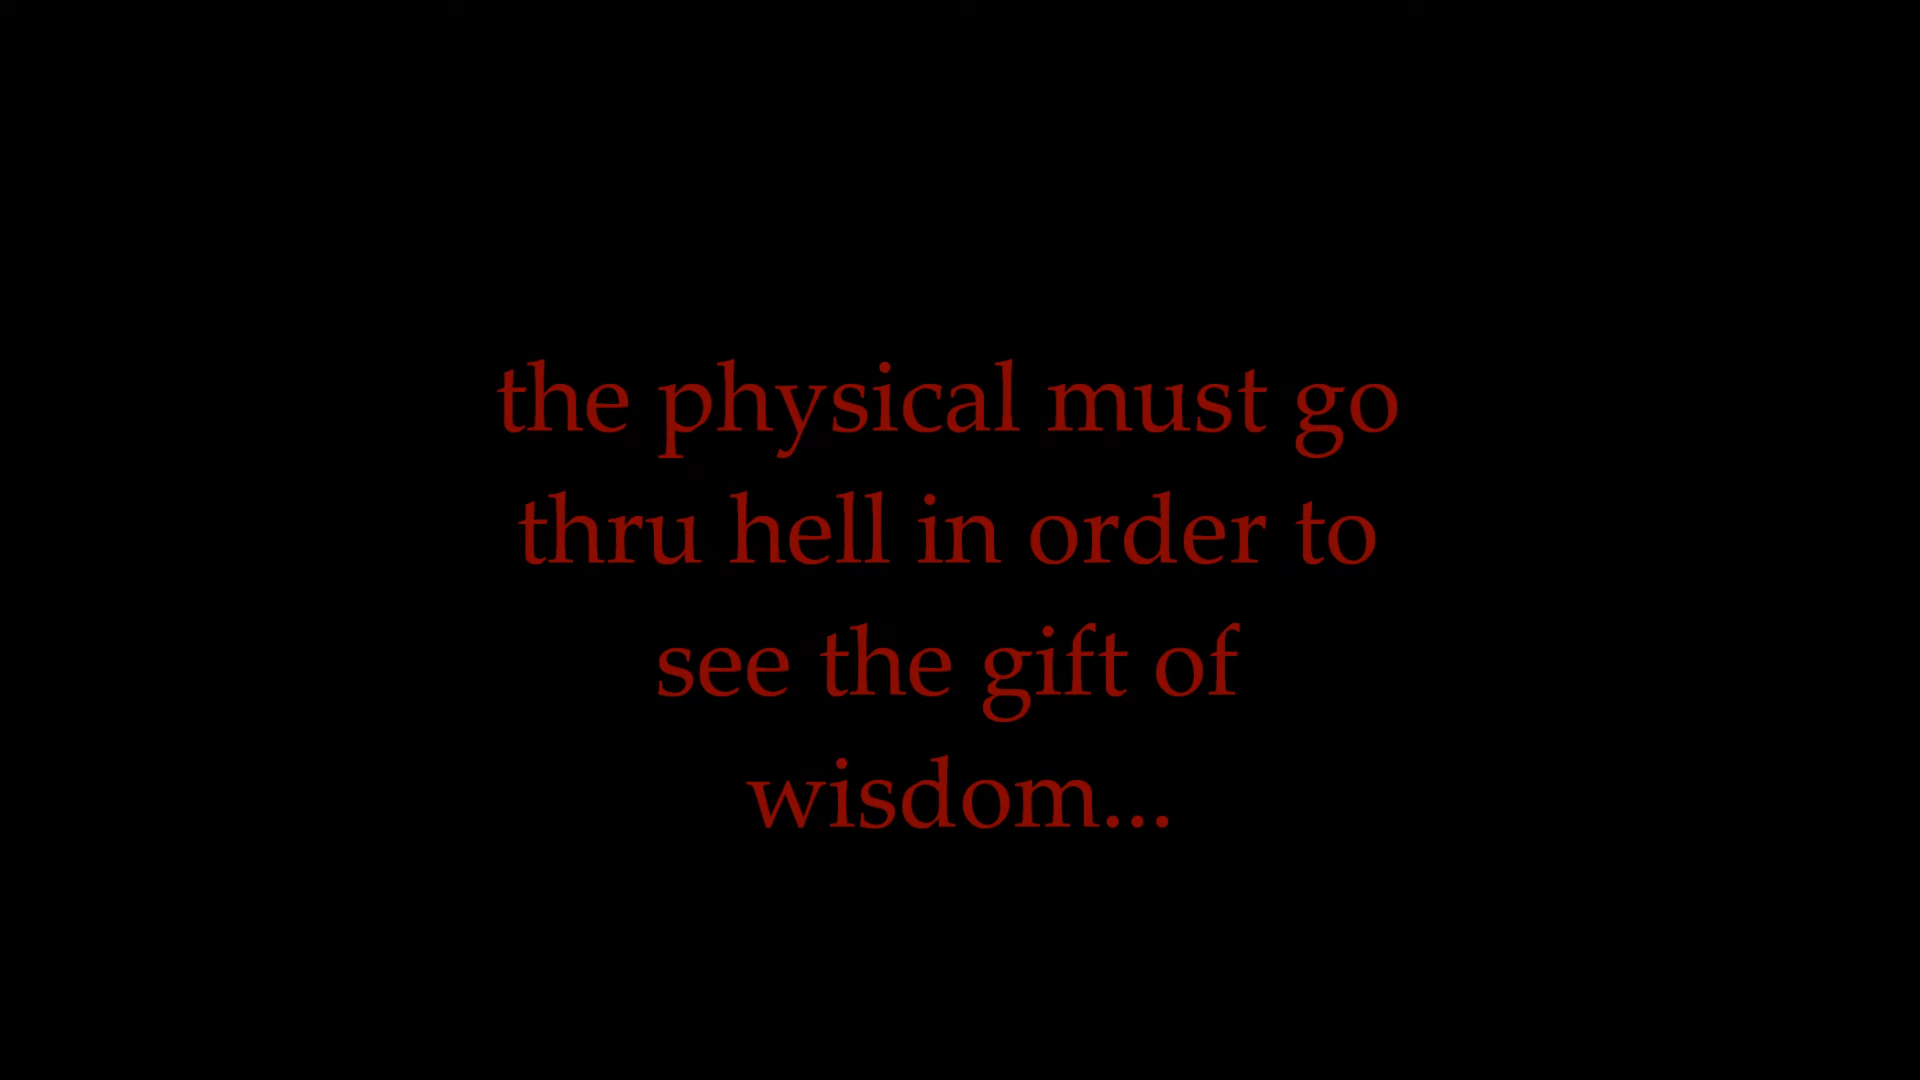 the physical must go
thru hell in order to
see the gift of
wisdom...